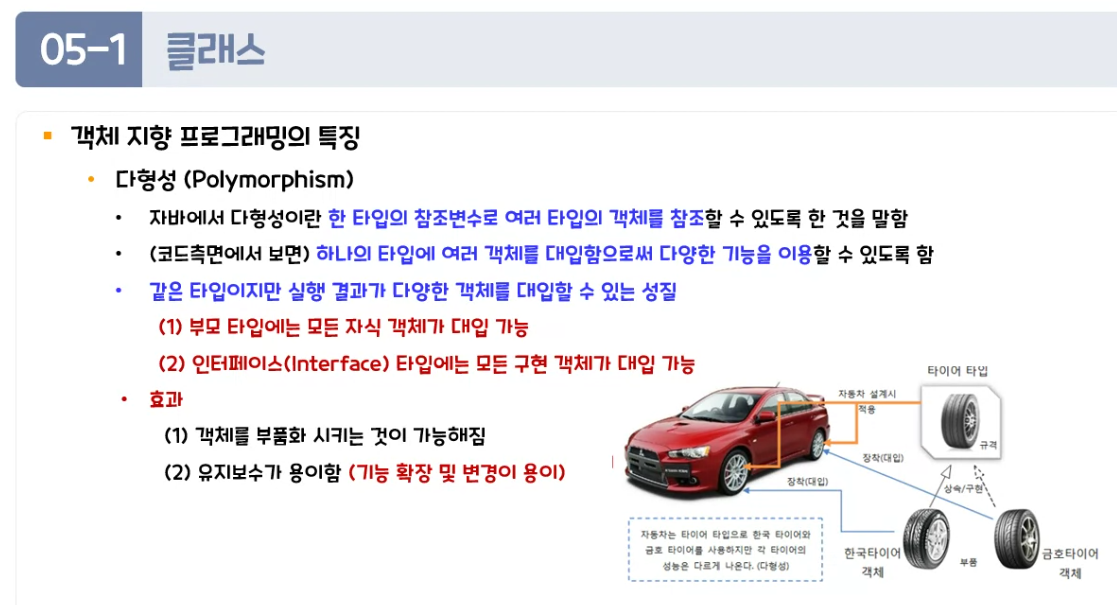 05-1 클래스
객체 지향 프로그래밍의 특징
다형성 (Polymorphism)
자바에서 다형성이란 한 타입의 참조변수로 여러 타입의 객체를 참조할 수 있도록 한 것을 말함
(코드측면에서 보면) 하나의 타입에 여러 객체를 대입함으로써 다양한 기능을 이용할 수 있도록 함
같은 타입이지만 실행 결과가 다양한 객체를 대입할 수 있는 성질
(1) 부모 타입에는 모든 자식 객체가 대입 가능
(2) 인터페이스(Interface) 타입에는 모든 구현 객체가 대입 가능
효과
(1) 객체를 부품화 시키는 것이 가능해짐
(2) 유지보수가 용이함 (기능 확장 및 변경이 용이)
타이어 타입
자동차 설계시
적용
규격
장착(대입)
장착(대입)
상속/구현
자동차는 타이어 타입으로 한국 타이어와
금호 타이어를 사용하지만 각 타이어의
성능은 다르게 나온다.(다형성)
한국타이어
객체
부품
금호타이어
객체